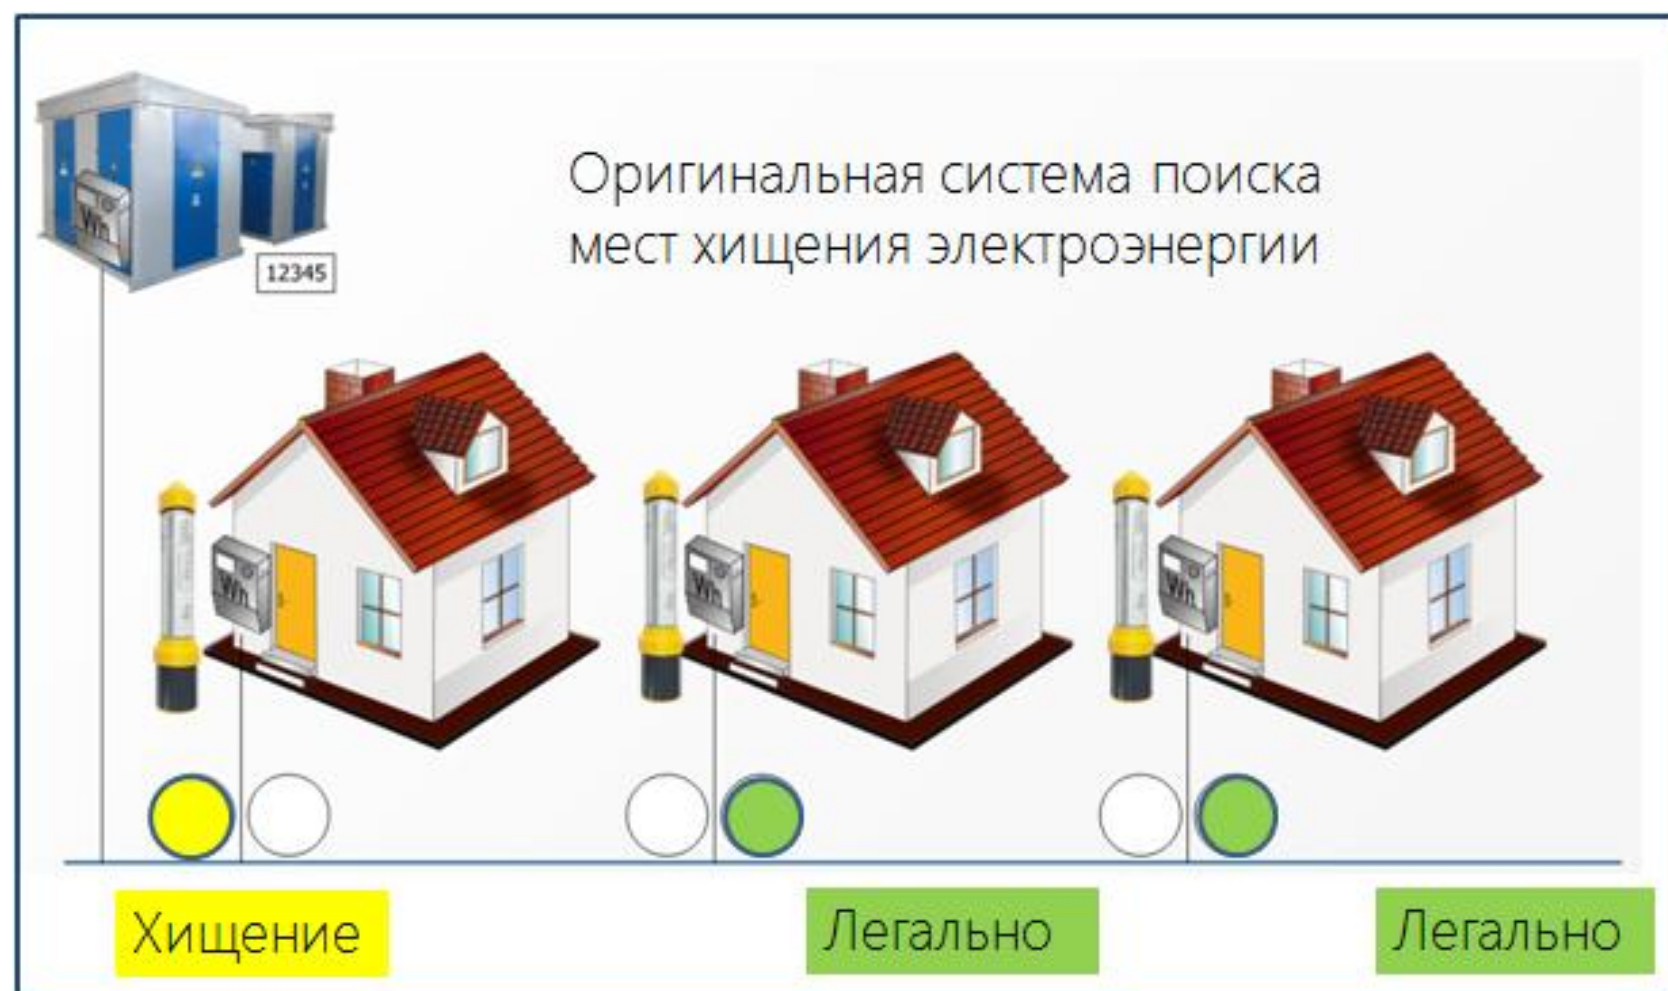 Оригинальная система поиска
мест хищения электроэнергии
Wh
12345
Wh
Wh
Wh
Хищение
Легально
Легально